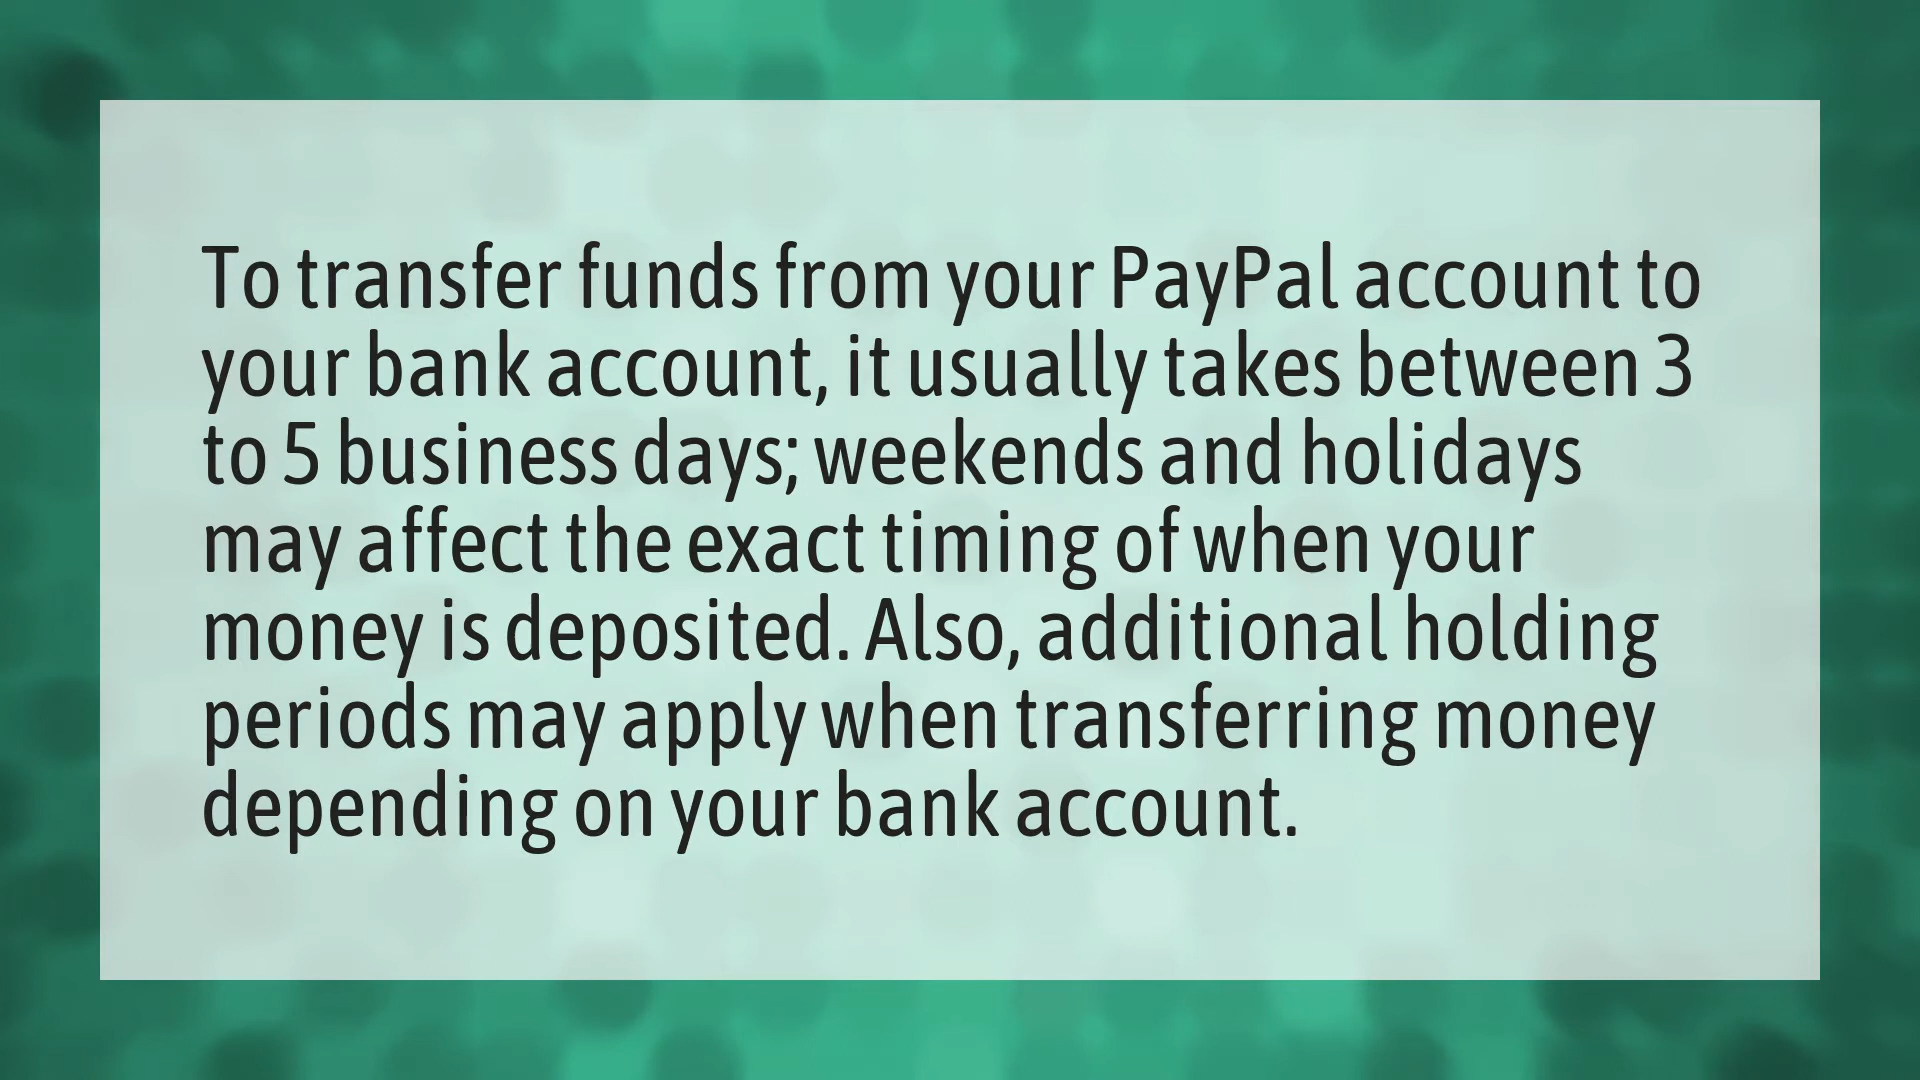 To transfer funds from your PayPal account to
your bank account, it usually takes between 3
to 5 business days; weekends and holidays
may affect the exact timing of when your
money is deposited. Also, additional holding
periods may apply when transferring money
depending on your bank account.